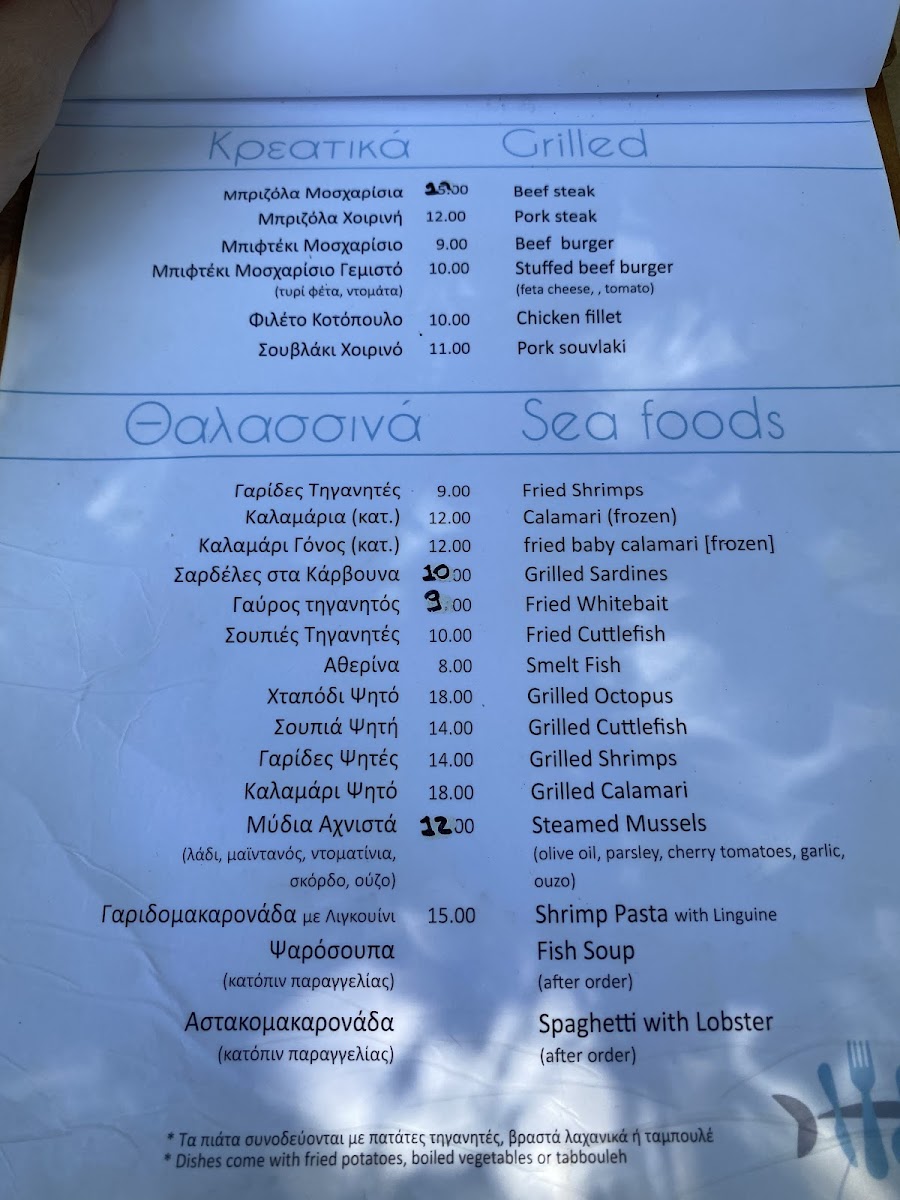 Κρεατικά Grilled
Μπριζόλα Μοσχαρίσια Beef steak
Μπριζόλα Χοιρινή 12.00 Pork steak
Μπιφτέκι Μοσχαρίσιο 9.00 Beef burger
Μπιφτέκι Μοσχαρίσιο Γεμιστό 10.00 Stuffed beef burger
(τυρί φέτα, ντομάτα) (feta cheese, , tomato)
Φιλέτο Κοτόπουλο 10.00 Chicken fillet
Σουβλάκι Χοιρινό 11.00 Pork souvlaki
Θαλασσινά Sea foods
Γαρίδες Τηγανητές 9.00 Fried Shrimps
Καλαμάρια (κατ.) 12.00 Calamari (frozen)
Καλαμάρι Γόνος (κατ.) 12.00 fried baby calamari [frozen]
Σαρδέλες στα Κάρβουνα 10.00 Grilled Sardines
Γαύρος τηγανητός 9.00 Fried Whitebait
Σουπιές Τηγανητές 10.00 Fried Cuttlefish
Αθερίνα 8.00 Smelt Fish
Χταπόδι Ψητό 18.00 Grilled Octopus
Σουπιά Ψητή 14.00 Grilled Cuttlefish
Γαρίδες Ψητές 14.00 Grilled Shrimps
Καλαμάρι Ψητό 18.00 Grilled Calamari
Μύδια Αχνιστά 12.00 Steamed Mussels
(λάδι, μαϊντανός, ντοματίνια, (olive oil, parsley, cherry tomatoes, garlic,
σκόρδο, ούζο) ouzo)
Γαριδομακαρονάδα με Λιγκουίνι 15.00 Shrimp Pasta with Linguine
Ψαρόσουπα Fish Soup
(κατόπιν παραγγελίας) (after order)
Αστακομακαρονάδα Spaghetti with Lobster
(κατόπιν παραγγελίας) (after order)
* Τα πιάτα συνοδεύονται με πατάτες τηγανητές, βραστά λαχανικά ή ταμπουλέ
* Dishes come with fried potatoes, boiled vegetables or tabbouleh